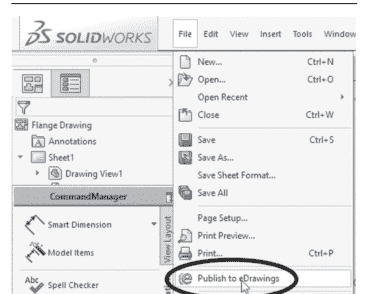 SOLIDWORKS
File Edit View Insert Tools Window
New... Ctrl+N
Open... Ctrl+O
Open Recent
Close Ctrl+W
Save Ctrl+S
Save As...
Save Sheet Format...
Save All
Page Setup...
Print Preview...
Print... Ctrl+P
Publish to eDrawings
Flange Drawing
Annotations
Sheet1
Drawing View1
CommandManager
Smart Dimension
Model Items
Abc
Spell Checker
View Layout